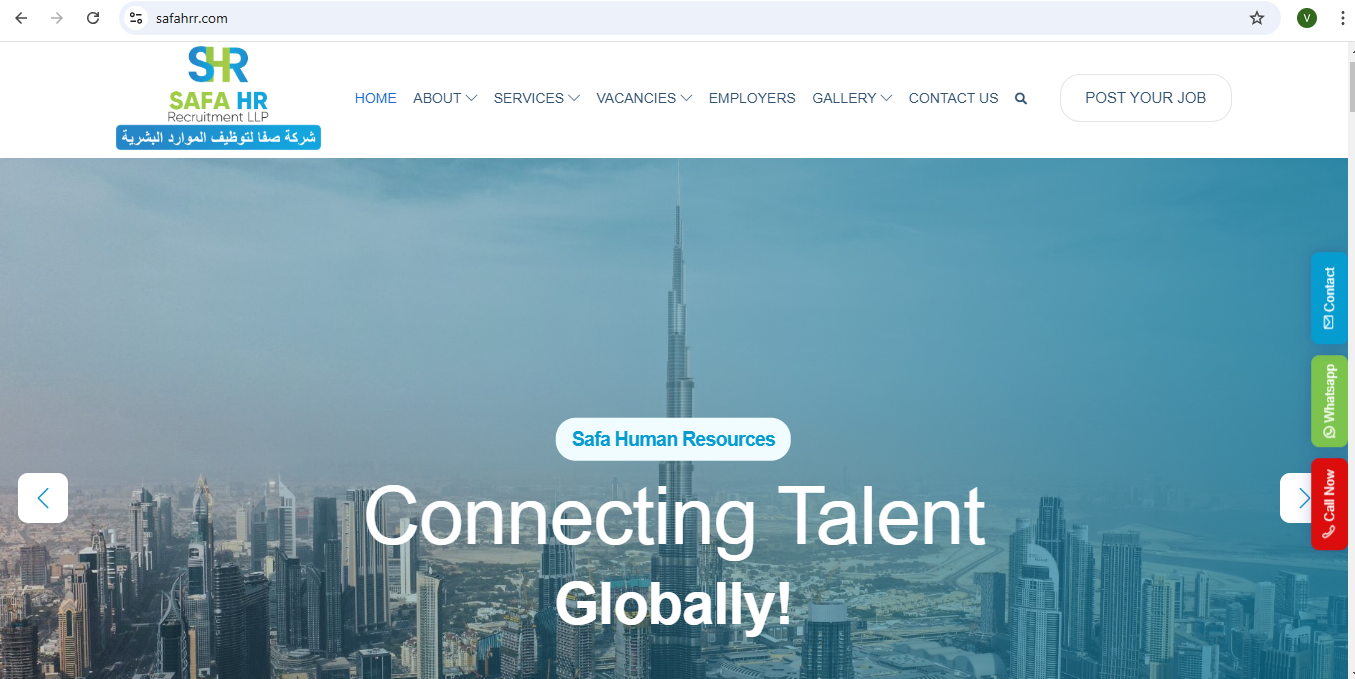 safahrr.com
V
SHR
SAFA HR
Recruitment LLP
شركة صفا لتوظيف الموارد البشرية
HOME ABOUT SERVICES VACANCIES EMPLOYERS GALLERY CONTACT US
POST YOUR JOB
Contact
Whatsapp
Call Now
Safa Human Resources
Connecting Talent
Globally!